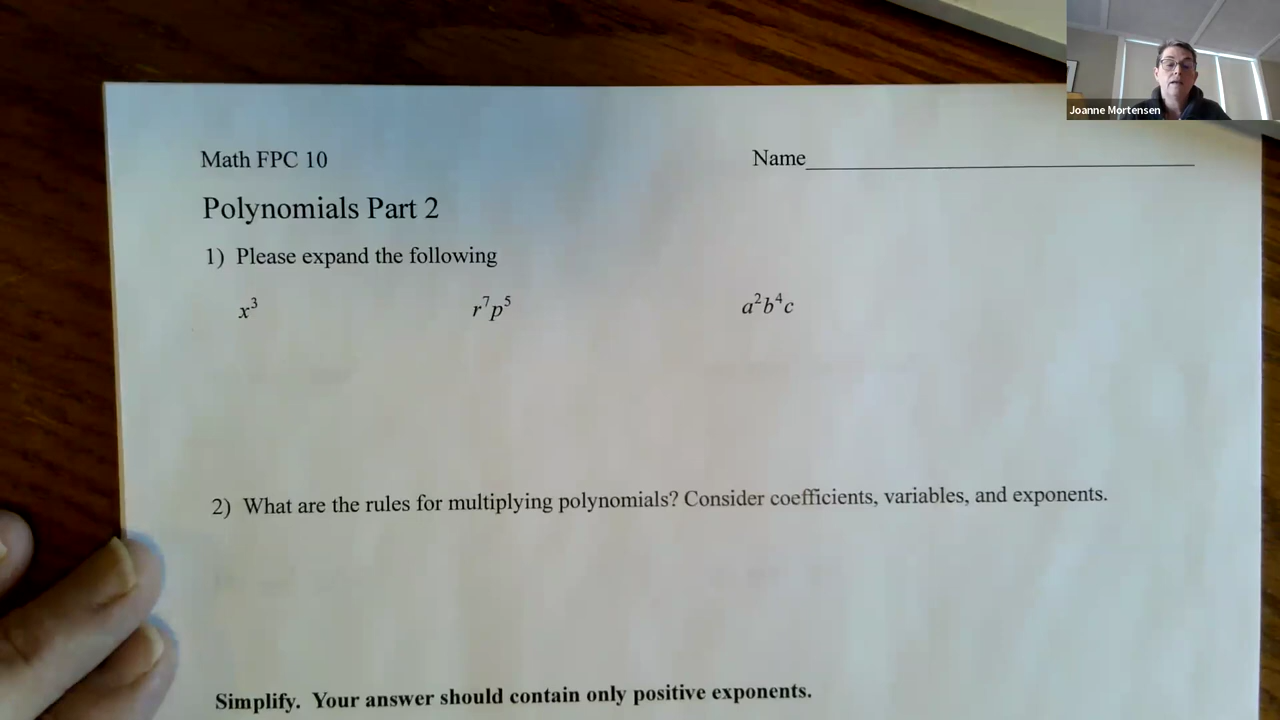 Joanne Mortensen
Math FPC 10
Name
Polynomials Part 2
1) Please expand the following
x³ r⁷p⁵ a²b⁴c
2) What are the rules for multiplying polynomials? Consider coefficients, variables, and exponents.
Simplify. Your answer should contain only positive exponents.